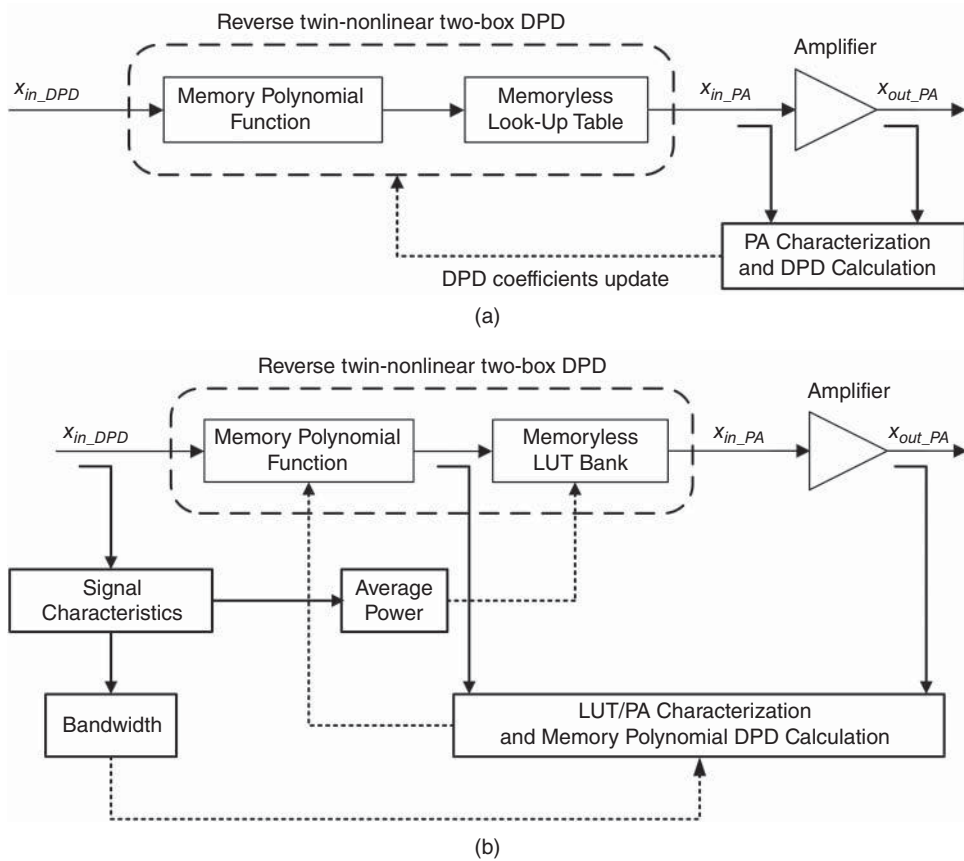 Reverse twin-nonlinear two-box DPD
Amplifier
x_in_DPD
Memory Polynomial
Function
Memoryless
Look-Up Table
x_in_PA
x_out_PA
PA Characterization
and DPD Calculation
DPD coefficients update
(a)
Reverse twin-nonlinear two-box DPD
Amplifier
x_in_DPD
Memory Polynomial
Function
Memoryless
LUT Bank
x_in_PA
x_out_PA
Signal
Characteristics
Average
Power
Bandwidth
LUT/PA Characterization
and Memory Polynomial DPD Calculation
(b)